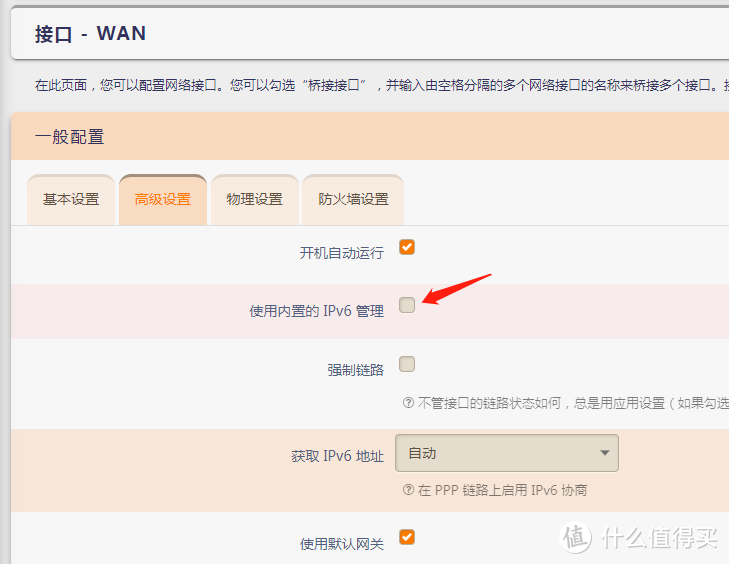 接口 - WAN
在此页面，您可以配置网络接口。您可以勾选“桥接接口”，并输入由空格分隔的多个网络接口的名称来桥接多个接口。接
一般配置
基本设置 高级设置 物理设置 防火墙设置
开机自动运行
使用内置的 IPv6 管理
强制链路
不管接口的链路状态如何，总是用应用设置（如果勾选
获取 IPv6 地址 自动
在 PPP 链路上启用 IPv6 协商
使用默认网关
值 什么值得买